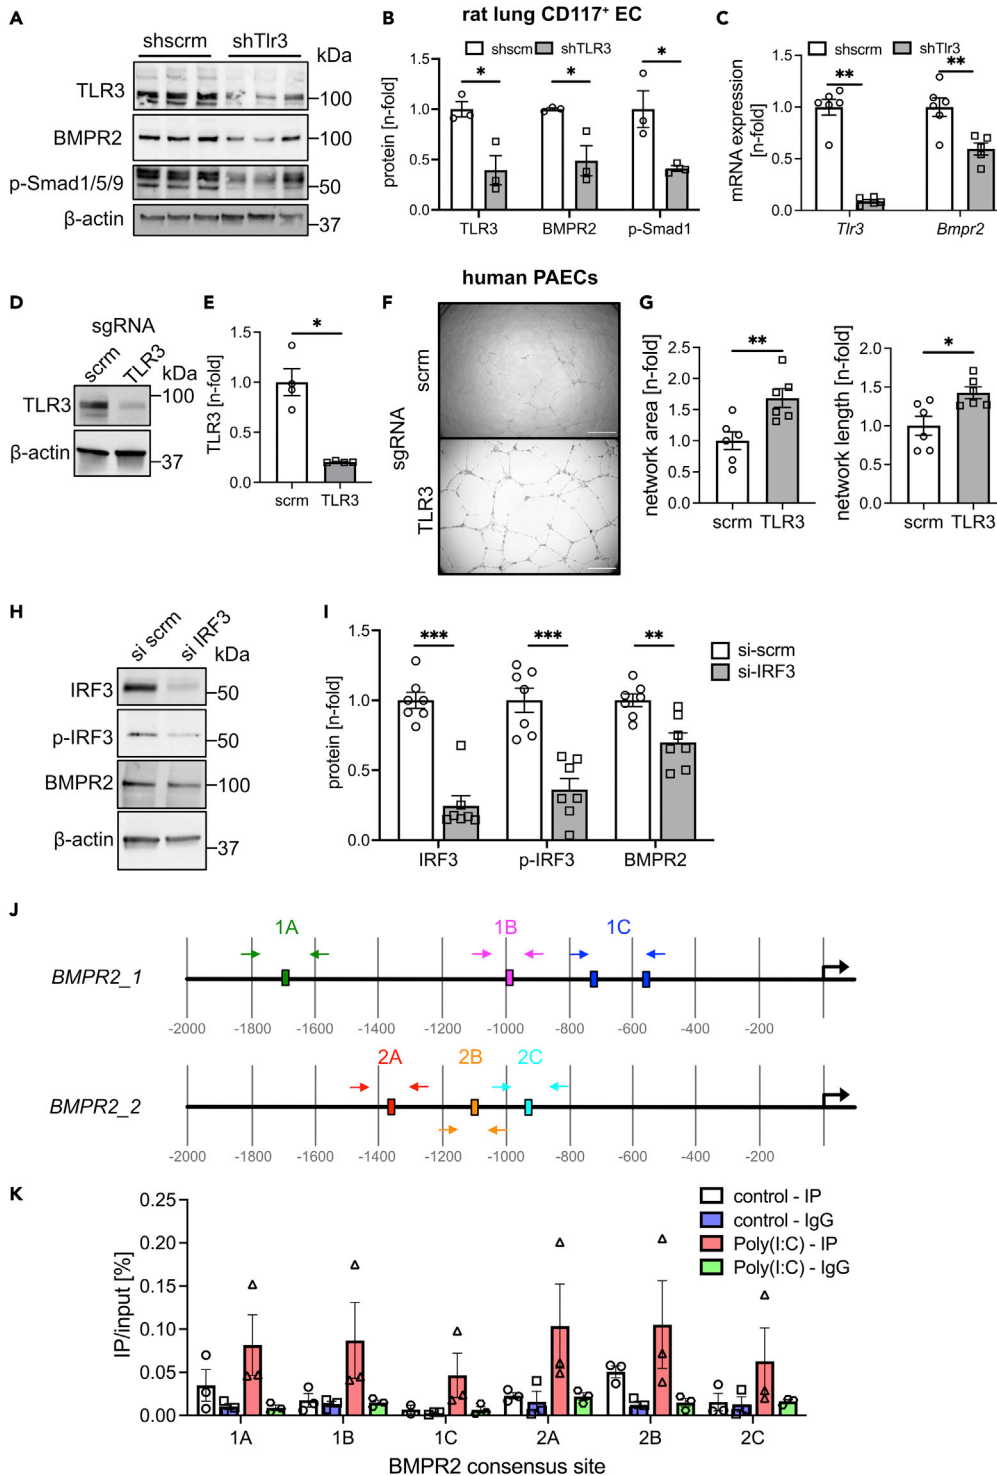 rat lung CD117+ EC
A
shscrm shTlr3
kDa
TLR3
100
BMPR2
100
p-Smad1/5/9
50
β-actin
37
B
shscm shTLR3
protein [n-fold]
1.5
1.0
0.5
0.0
* * *
TLR3 BMPR2 p-Smad1
C
shscrm shTlr3
mRNA expression
[n-fold]
1.5
1.0
0.5
0.0
** **
Tlr3 Bmpr2
human PAECs
D
sgRNA
scrm TLR3 kDa
TLR3
100
β-actin
37
E
TLR3 [n-fold]
1.5
1.0
0.5
0.0
*
scrm TLR3
F
sgRNA
scrm
TLR3
G
network area [n-fold]
2.5
2.0
1.5
1.0
0.5
0.0
**
scrm TLR3
network length [n-fold]
2.0
1.5
1.0
0.5
0.0
*
scrm TLR3
H
si scrm si IRF3
kDa
IRF3
50
p-IRF3
50
BMPR2
100
β-actin
37
I
protein [n-fold]
1.5
1.0
0.5
0.0
*** *** **
si-scrm
si-IRF3
IRF3 p-IRF3 BMPR2
J
1A 1B 1C
BMPR2_1
-2000 -1800 -1600 -1400 -1200 -1000 -800 -600 -400 -200
2A 2B 2C
BMPR2_2
-2000 -1800 -1600 -1400 -1200 -1000 -800 -600 -400 -200
K
IP/input [%]
0.25
0.20
0.15
0.10
0.05
0.00
control - IP
control - IgG
Poly(I:C) - IP
Poly(I:C) - IgG
1A 1B 1C 2A 2B 2C
BMPR2 consensus site